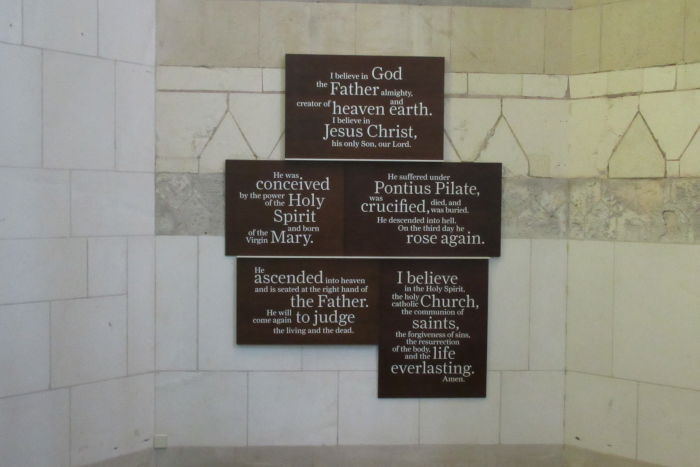 I believe in God
the Father almighty,
creator of heaven and earth.
I believe in
Jesus Christ,
his only Son, our Lord.
He was
conceived
by the power
of the Holy
Spirit
and born
of the
Virgin Mary.
He suffered under
Pontius Pilate,
was
crucified, died, and
was buried.
He descended into hell.
On the third day he
rose again.
He
ascended into heaven
and is seated at the right hand of
the Father.
He will
come again to judge
the living and the dead.
I believe
in the Holy Spirit,
the holy
catholic Church,
the communion of
saints,
the forgiveness of sins,
the resurrection
of the body,
and the life
everlasting.
Amen.